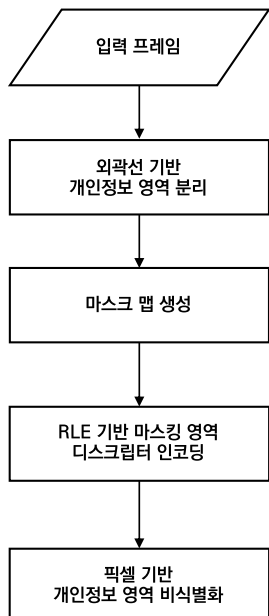 입력 프레임
외곽선 기반
개인정보 영역 분리
마스크 맵 생성
RLE 기반 마스킹 영역
디스크립터 인코딩
픽셀 기반
개인정보 영역 비식별화